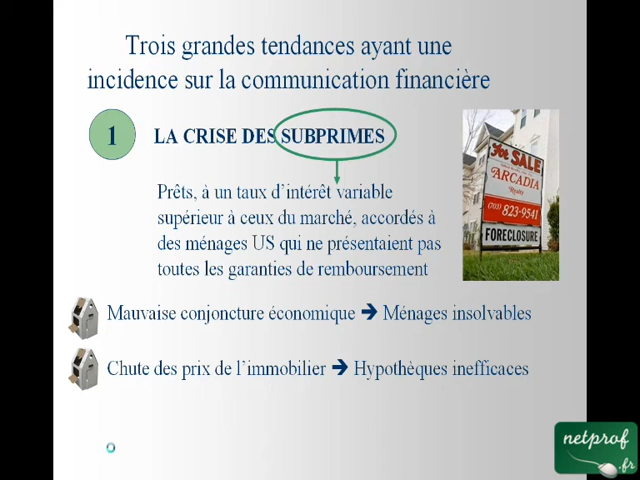 Trois grandes tendances ayant une
incidence sur la communication financière
1
LA CRISE DES SUBPRIMES
Prêts, à un taux d'intérêt variable
supérieur à ceux du marché, accordés à
des ménages US qui ne présentaient pas
toutes les garanties de remboursement
For SALE
ARCADIA
Realty
(703) 823-9541
FORECLOSURE
Mauvaise conjoncture économique ➔ Ménages insolvables
Chute des prix de l'immobilier ➔ Hypothèques inefficaces
netprof
.fr